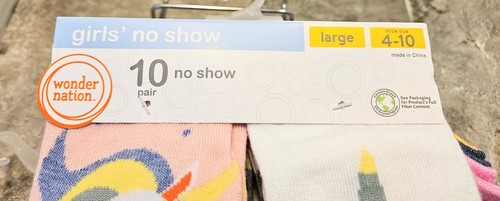 girls' no show
large
shoe size
4-10
made in China
wonder
nation™
10 no show
pair
See Packaging
for Product's Full
Fiber Content